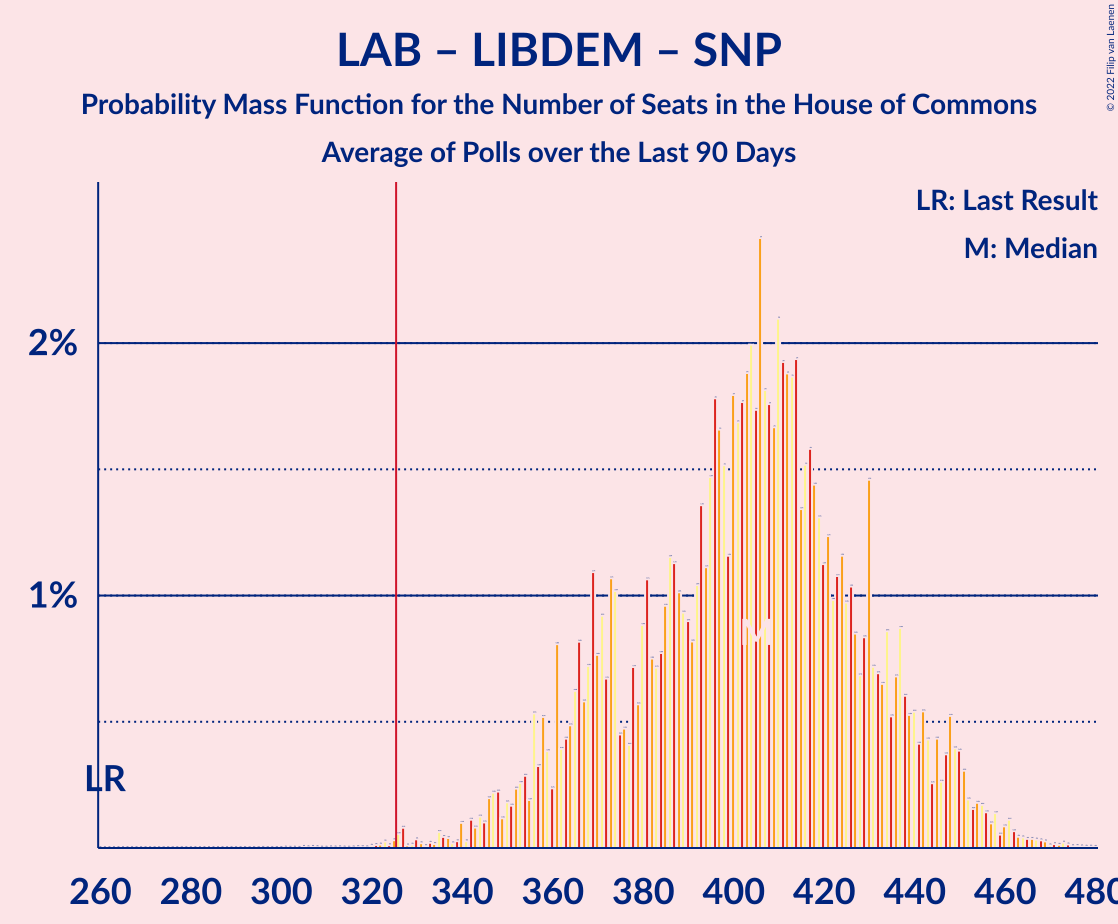 LAB – LIBDEM – SNP
Probability Mass Function for the Number of Seats in the House of Commons
Average of Polls over the Last 90 Days
© 2022 Filip van Laenen
LR: Last Result
M: Median
2%
1%
M
LR
260 280 300 320 340 360 380 400 420 440 460 480